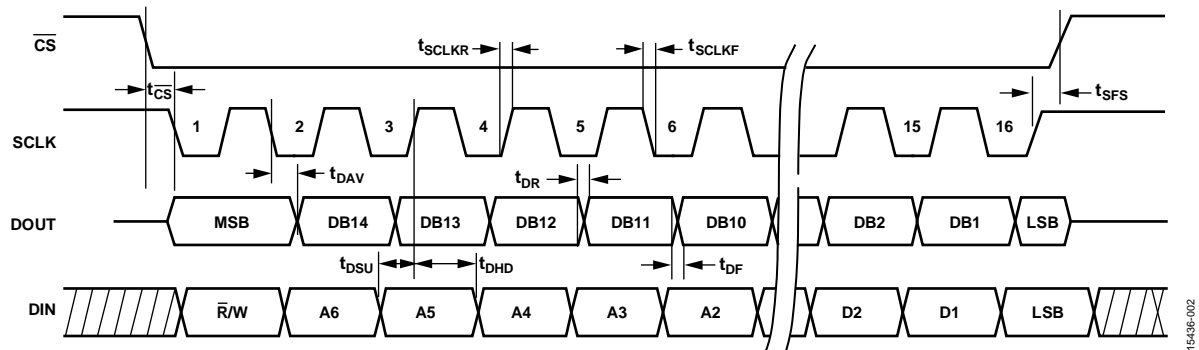 CS
tSCLKR
tSCLKF
tCS
tSFS
SCLK
1
2
3
4
5
6
15
16
tDAV
tDR
DOUT
MSB
DB14
DB13
DB12
DB11
DB10
DB2
DB1
LSB
tDSU
tDHD
tDF
DIN
R/W
A6
A5
A4
A3
A2
D2
D1
LSB
15436-002